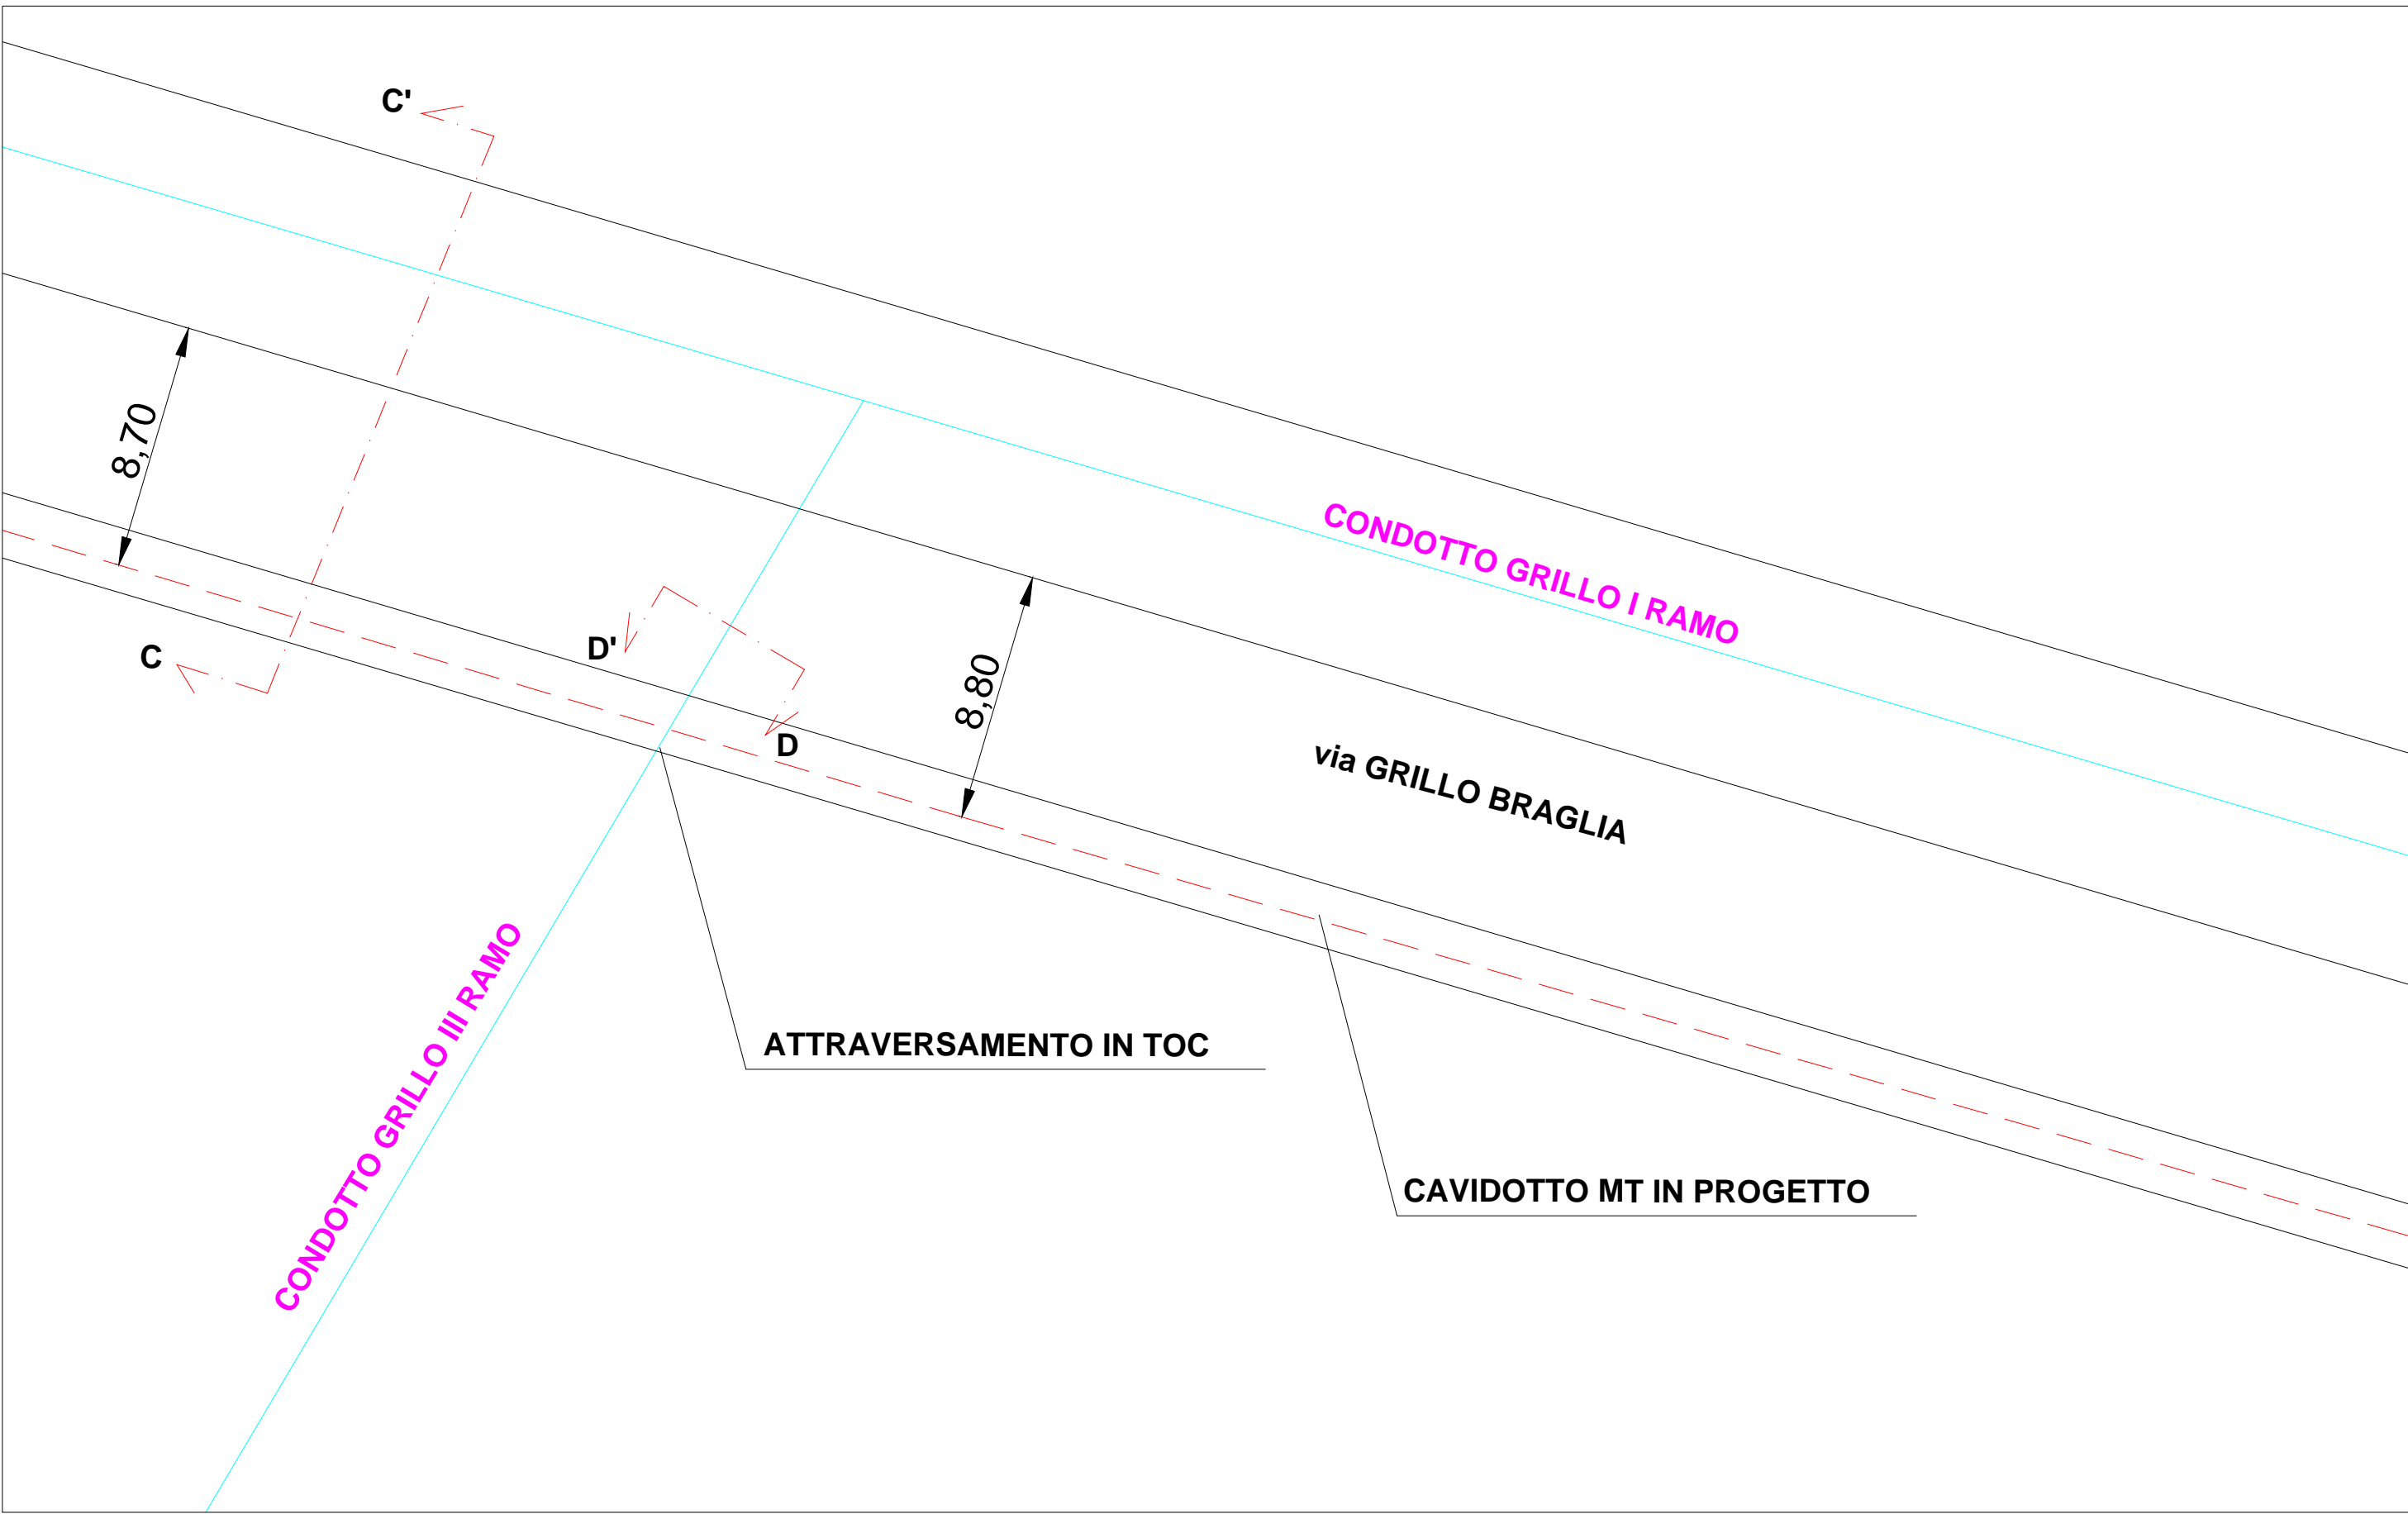 C'
8,70
CONDOTTO GRILLO I RAMO
D'
C
8,80
D
via GRILLO BRAGLIA
CONDOTTO GRILLO III RAMO
ATTRAVERSAMENTO IN TOC
CAVIDOTTO MT IN PROGETTO